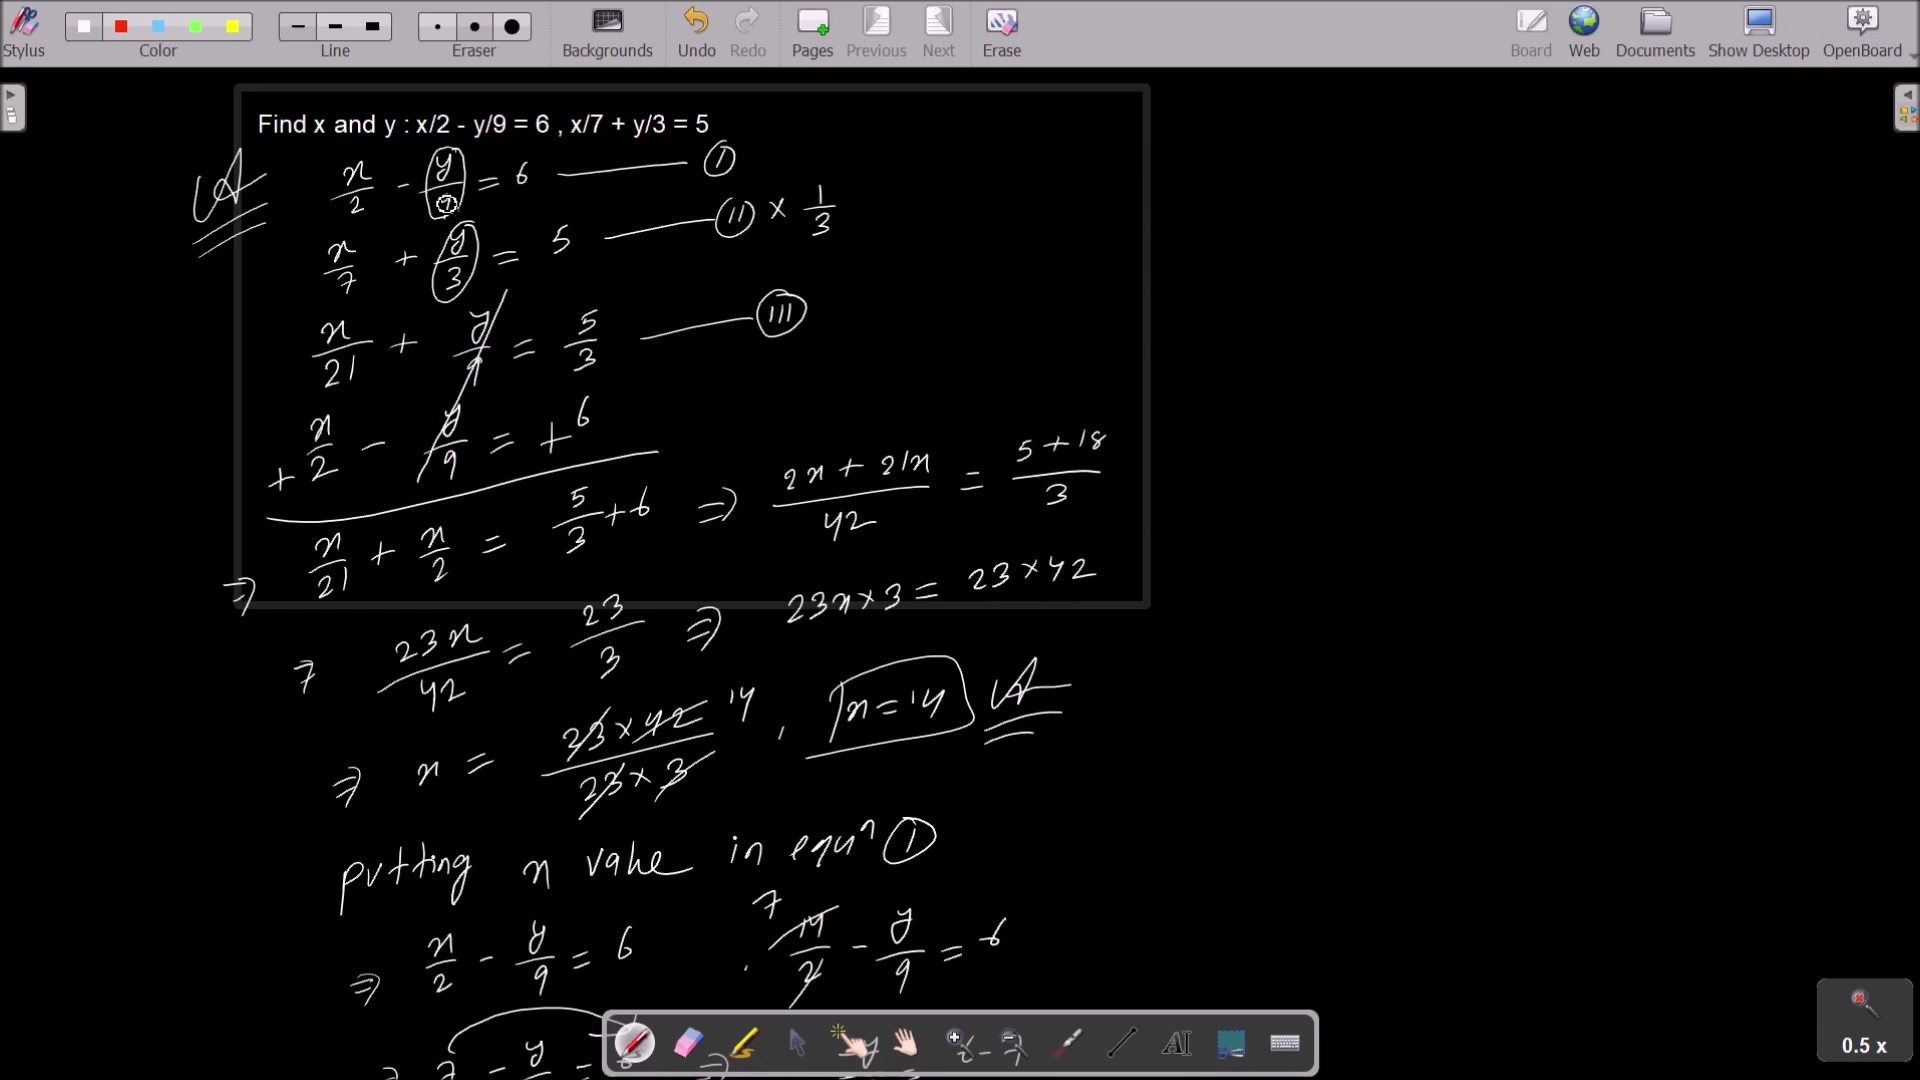 Stylus Color Line Eraser Backgrounds Undo Redo Pages Previous Next Erase Board Web Documents Show Desktop OpenBoard
Find x and y : x/2 - y/9 = 6 , x/7 + y/3 = 5
x/2 - y/9 = 6 —— (I)
x/7 + y/3 = 5 —— (II) × 1/3
x/21 + y/9 = 5/3 —— (III)
+ x/2 - y/9 = +6
⇒ x/21 + x/2 = 5/3 + 6 ⇒ (2x + 21x)/42 = (5 + 18)/3
⇒ 23x/42 = 23/3 ⇒ 23x × 3 = 23 × 42
⇒ x = (23 × 42)/(23 × 3) 14, x = 14
putting x value in equn (I)
⇒ x/2 - y/9 = 6 7 14/2 - y/9 = 6
0.5 x